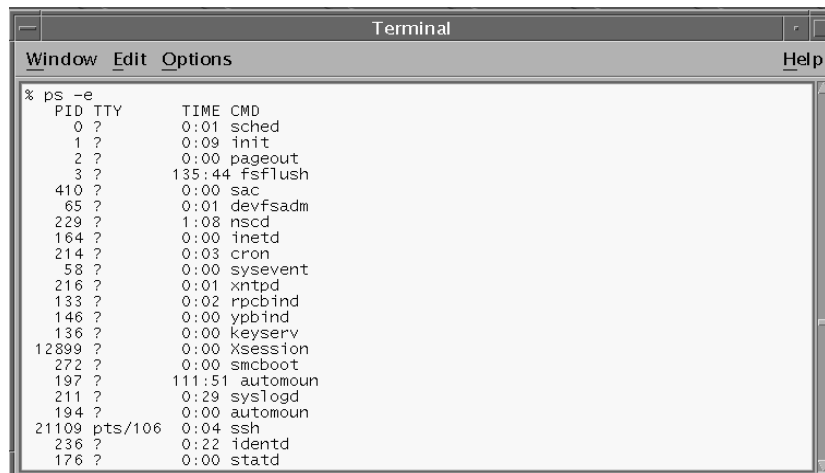 Terminal
Window Edit Options Help
% ps -e
PID TTY TIME CMD
0 ? 0:01 sched
1 ? 0:09 init
2 ? 0:00 pageout
3 ? 135:44 fsflush
410 ? 0:00 sac
65 ? 0:01 devfsadm
229 ? 1:08 nscd
164 ? 0:00 inetd
214 ? 0:03 cron
58 ? 0:00 sysevent
216 ? 0:01 xntpd
133 ? 0:02 rpcbind
146 ? 0:00 ypbind
136 ? 0:00 keyserv
12899 ? 0:00 Xsession
272 ? 0:00 smcboot
197 ? 111:51 automoun
211 ? 0:29 syslogd
194 ? 0:00 automoun
21109 pts/106 0:04 ssh
236 ? 0:22 identd
176 ? 0:00 statd